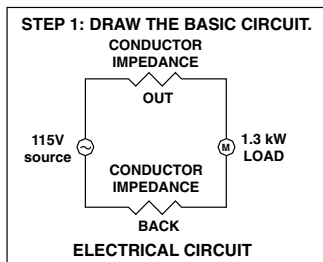 STEP 1: DRAW THE BASIC CIRCUIT.
CONDUCTOR
IMPEDANCE
OUT
115V
source
M
1.3 kW
LOAD
CONDUCTOR
IMPEDANCE
BACK
ELECTRICAL CIRCUIT